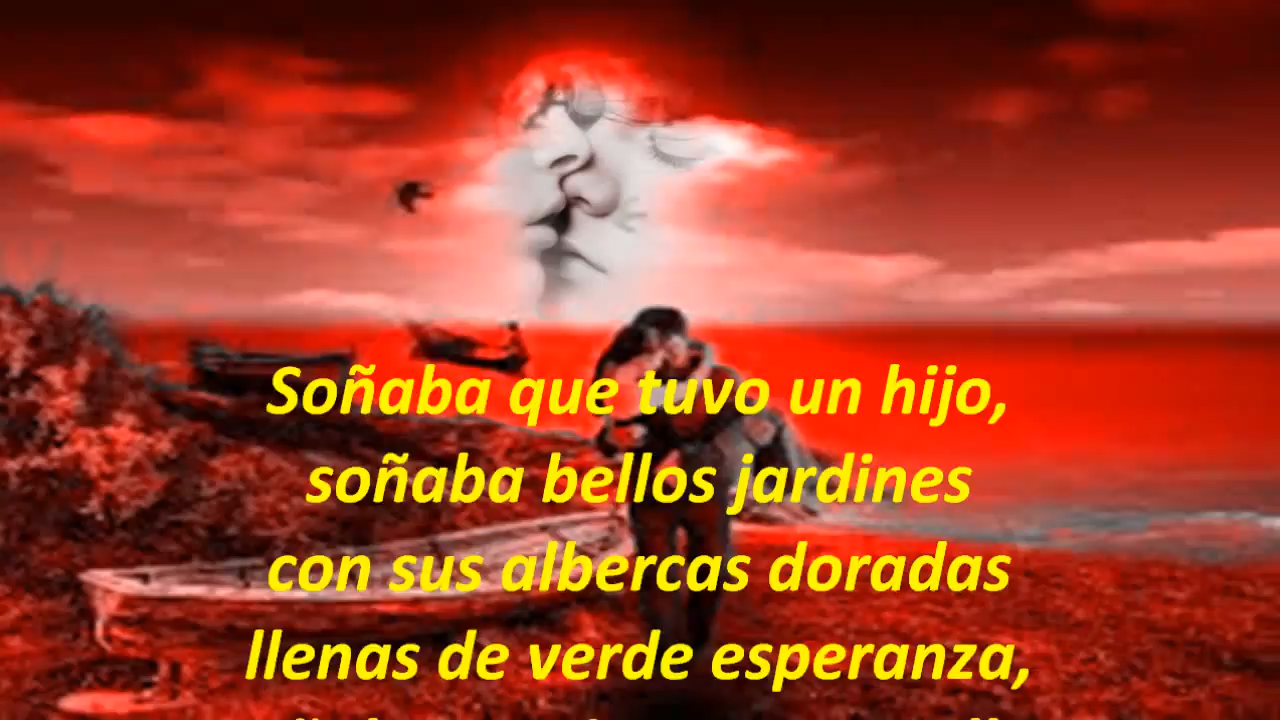 Soñaba que tuvo un hijo,
soñaba bellos jardines
con sus albercas doradas
llenas de verde esperanza,